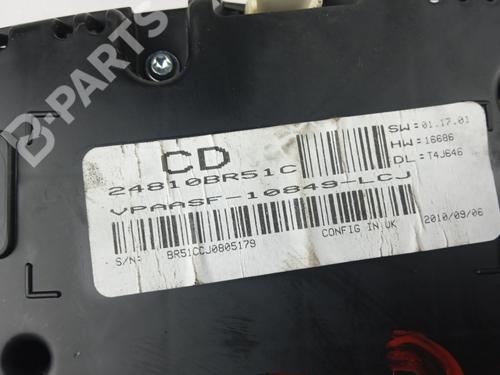 B-PARTS
SW: 01.17.01
HW: 16686
DL: T4J646
CD
24810BR51C
VPAASF-10849-LCJ
S/N: BR51CCJ0805179
CONFIG IN UK
2010/09/06
L
L